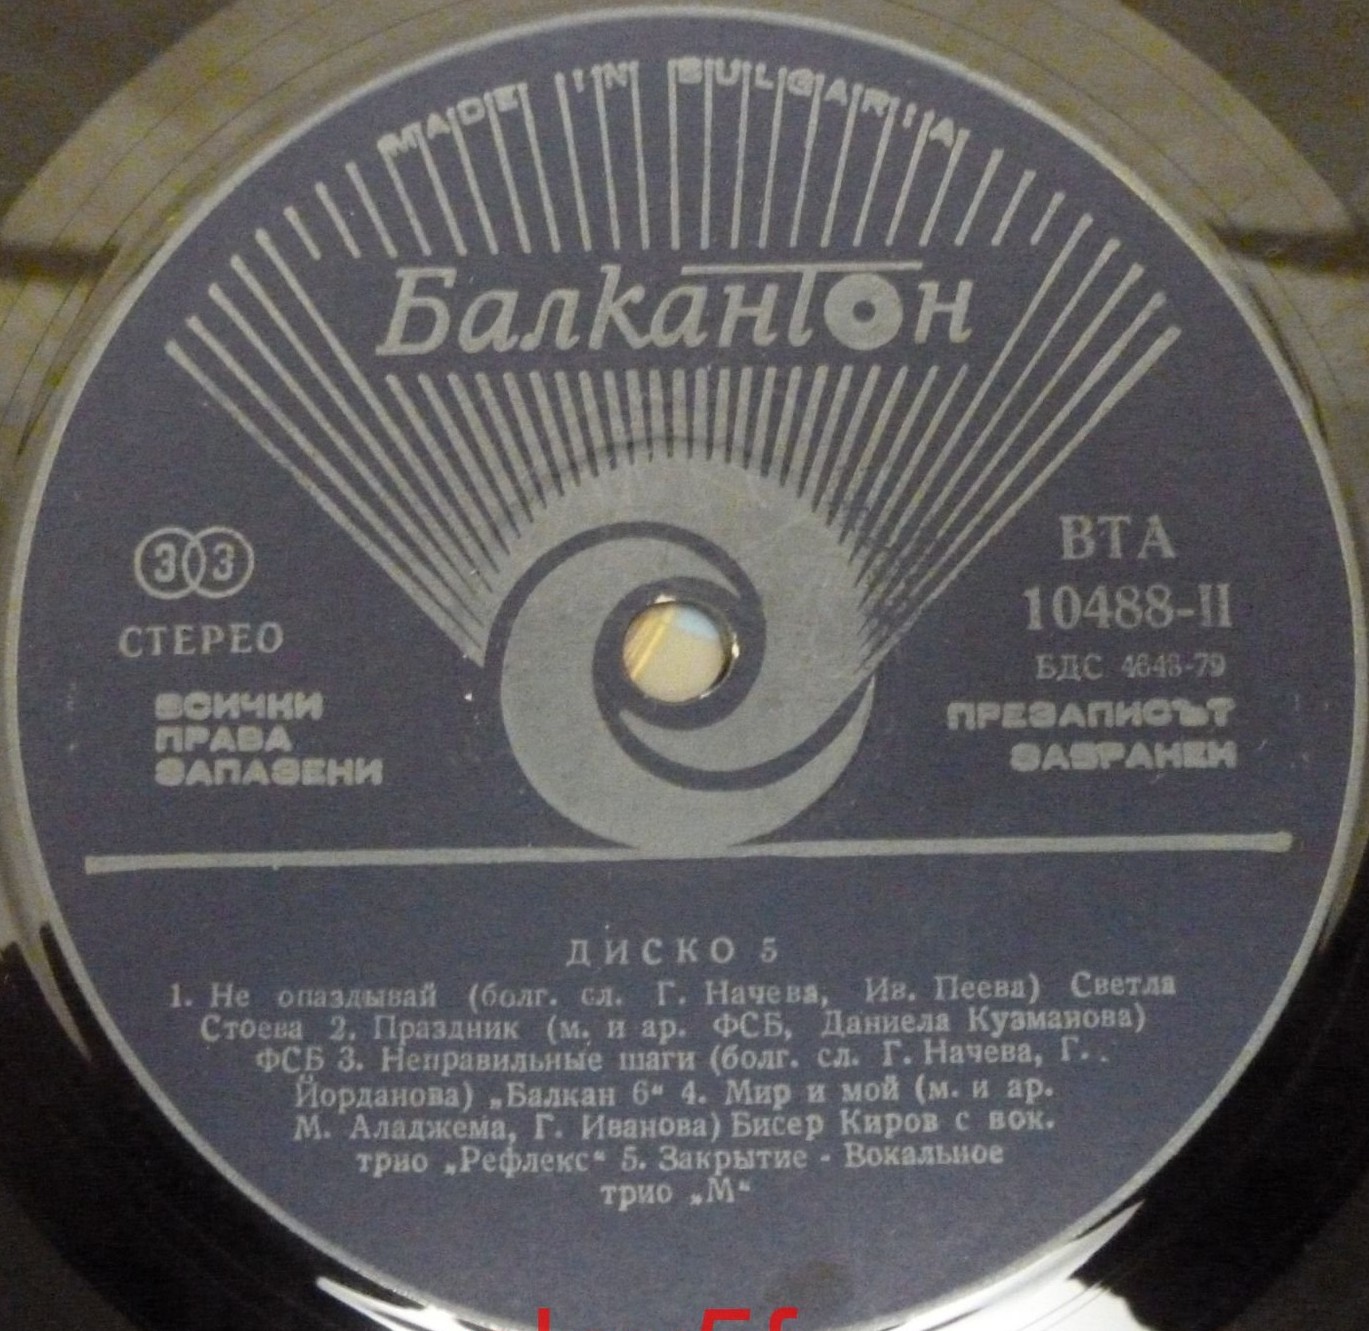 MADE IN BULGARIA
Балкантон
33
СТЕРЕО
ВСИЧКИ
ПРАВА
ЗАПАЗЕНИ
ВТА
10488-II
БДС
ПРЕЗАПИСЪТ
ЗАБРАНЕН
ДИСКО 5
1. Не опаздывай (болг. сл. Г. Начева, Ив. Пеева) Светла
Стоева 2. Праздник (м. и ар. ФСБ, Даниела Кузманова)
ФСБ 3. Неправильные шаги (болг. сл. Г. Начева, Г.
Йорданова) „Балкан 6“ 4. Мир и мой (м. и ар.
М. Аладжема, Г. Иванова) Бисер Киров с вок.
трио „Рефлекс“ 5. Закрытие - Вокальное
трио „М“